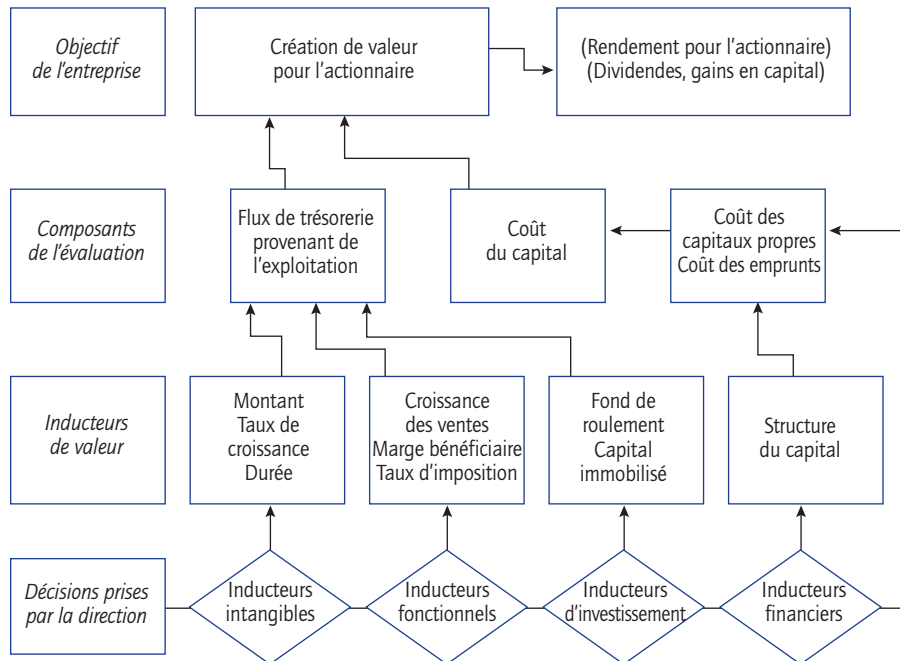 Objectif
de l'entreprise
Création de valeur
pour l'actionnaire
(Rendement pour l'actionnaire)
(Dividendes, gains en capital)
Composants
de l'évaluation
Flux de trésorerie
provenant de
l'exploitation
Coût
du capital
Coût des
capitaux propres
Coût des emprunts
Inducteurs
de valeur
Montant
Taux de
croissance
Durée
Croissance
des ventes
Marge bénéficiaire
Taux d'imposition
Fond de
roulement
Capital
immobilisé
Structure
du capital
Décisions prises
par la direction
Inducteurs
intangibles
Inducteurs
fonctionnels
Inducteurs
d'investissement
Inducteurs
financiers